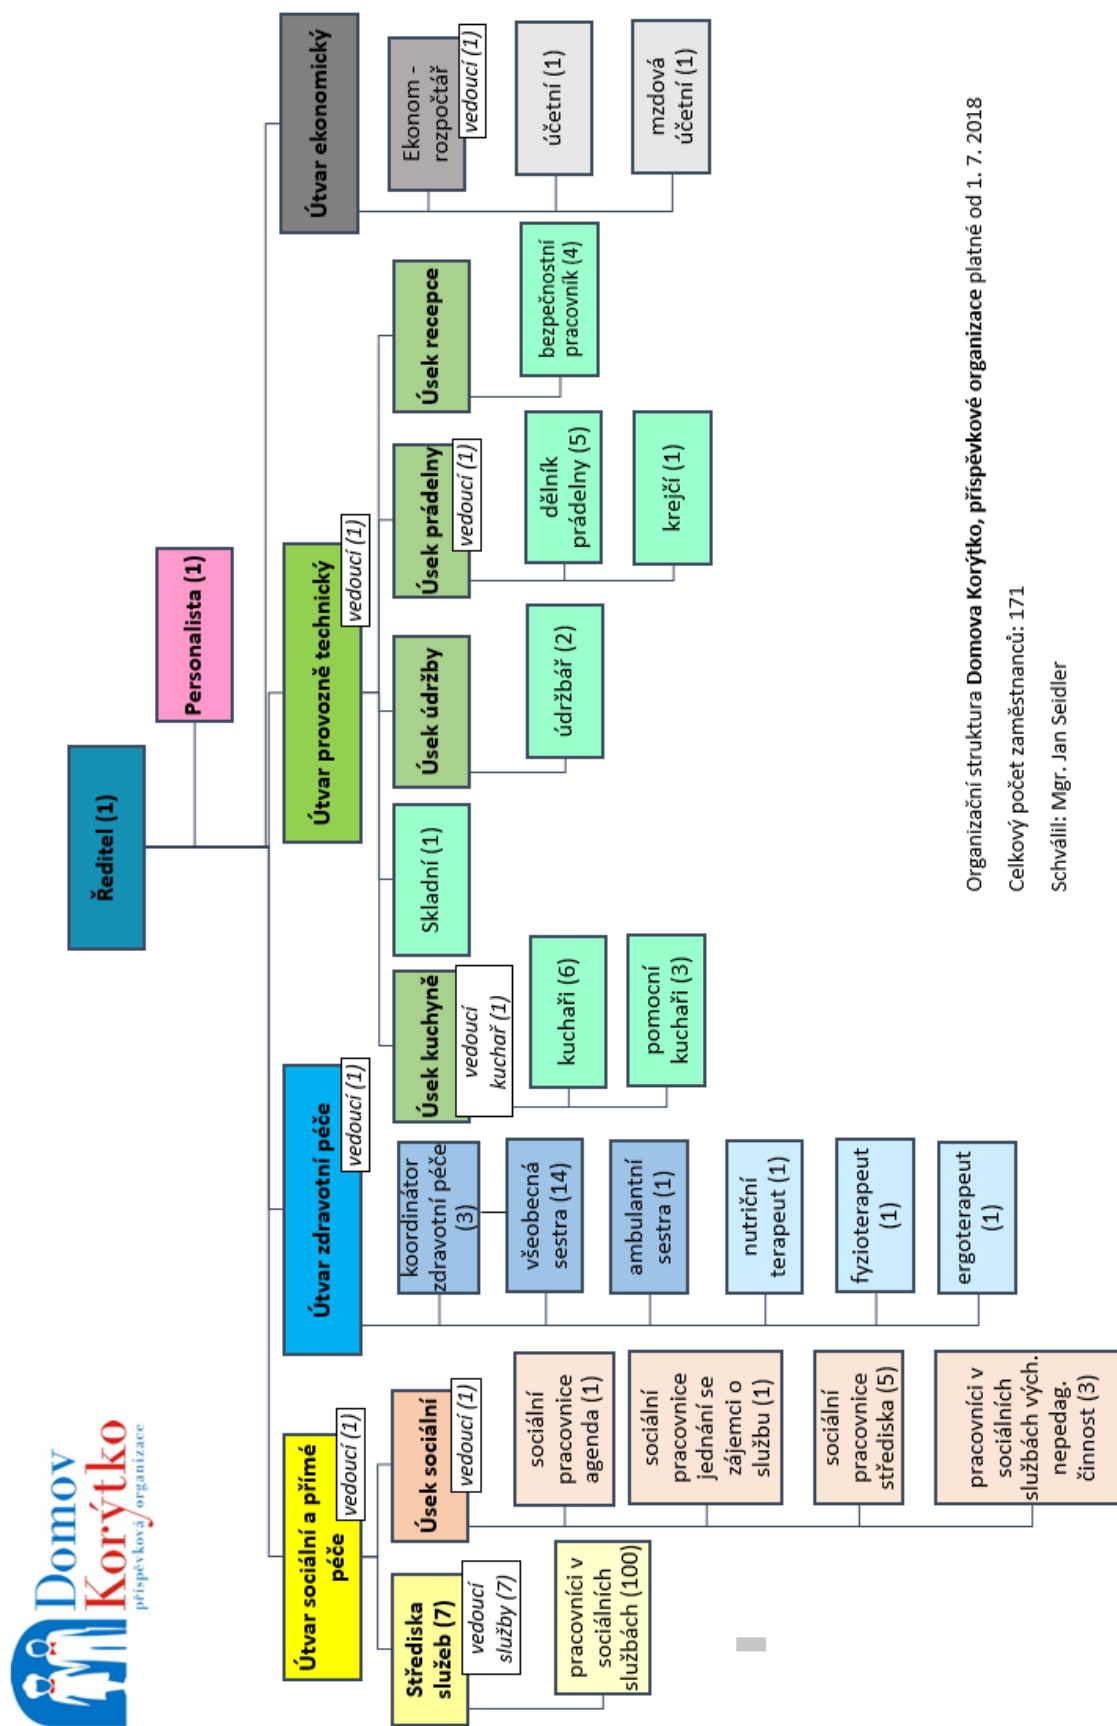 Domov
Korýtko
příspěvková organizace
Ředitel (1)
Personalista (1)
Útvar sociální a přímé
péče
vedoucí (1)
Střediska
služeb (7)
vedoucí
služby (7)
pracovníci v
sociálních
službách (100)
Úsek sociální
vedoucí (1)
sociální
pracovnice
agenda (1)
sociální
pracovnice
jednání se
zájemci o
službu (1)
sociální
pracovnice
střediska (5)
pracovníci v
sociálních
službách vých.
nepedag.
činnost (3)
Útvar zdravotní péče
vedoucí (1)
koordinátor
zdravotní péče
(3)
všeobecná
sestra (14)
ambulantní
sestra (1)
nutriční
terapeut (1)
fyzioterapeut
(1)
ergoterapeut
(1)
Útvar provozně technický
vedoucí (1)
Úsek kuchyně
vedoucí
kuchař (1)
kuchaři (6)
pomocní
kuchaři (3)
Skladní (1)
Úsek údržby
údržbář (2)
Úsek prádelny
vedoucí (1)
dělník
prádelny (5)
krejčí (1)
Úsek recepce
bezpečnostní
pracovník (4)
Útvar ekonomický
Ekonom -
rozpočtář
vedoucí (1)
účetní (1)
mzdová
účetní (1)
Organizační struktura Domova Korýtko, příspěvkové organizace platné od 1. 7. 2018
Celkový počet zaměstnanců: 171
Schválil: Mgr. Jan Seidler